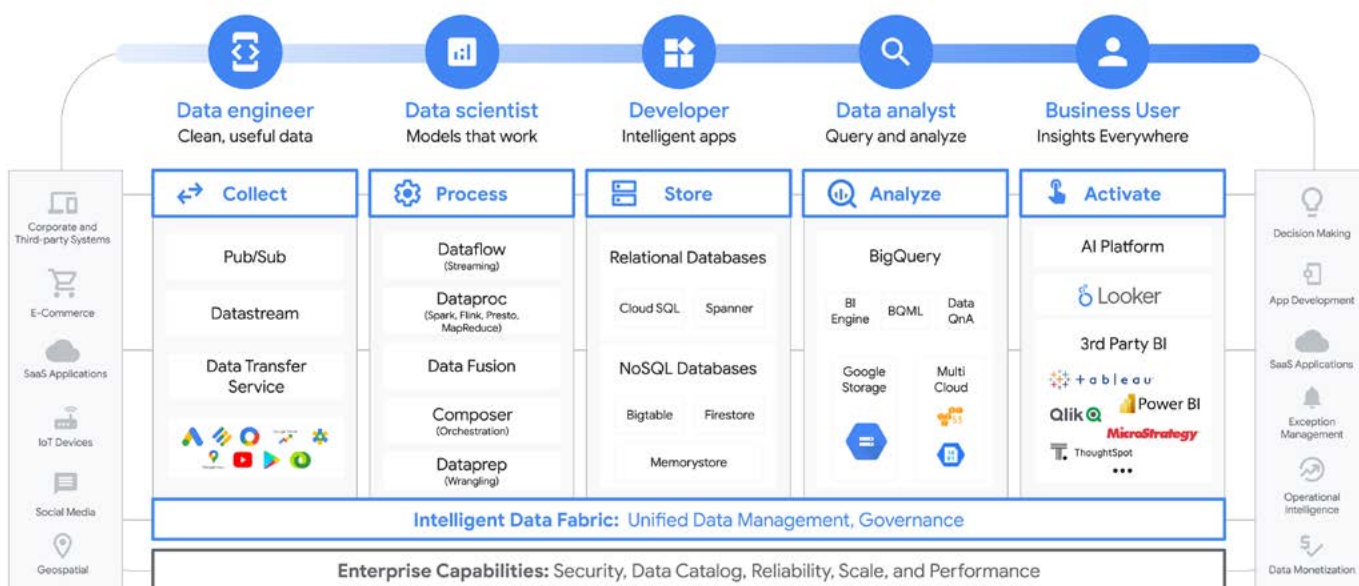 Data engineer
Clean, useful data
Data scientist
Models that work
Developer
Intelligent apps
Data analyst
Query and analyze
Business User
Insights Everywhere
Corporate and
Third-party Systems
E-Commerce
SaaS Applications
IoT Devices
Social Media
Geospatial
Collect
Pub/Sub
Datastream
Data Transfer
Service
Process
Dataflow
(Streaming)
Dataproc
(Spark, Flink, Presto,
MapReduce)
Data Fusion
Composer
(Orchestration)
Dataprep
(Wrangling)
Store
Relational Databases
Cloud SQL
Spanner
NoSQL Databases
Bigtable
Firestore
Memorystore
Analyze
BigQuery
BI
Engine
BQML
Data
QnA
Google
Storage
Multi
Cloud
S3
Activate
AI Platform
Looker
3rd Party BI
+ableau
Power BI
Qlik
MicroStrategy
ThoughtSpot
•••
Decision Making
App Development
SaaS Applications
Exception
Management
Operational
Intelligence
Data Monetization
Intelligent Data Fabric: Unified Data Management, Governance
Enterprise Capabilities: Security, Data Catalog, Reliability, Scale, and Performance